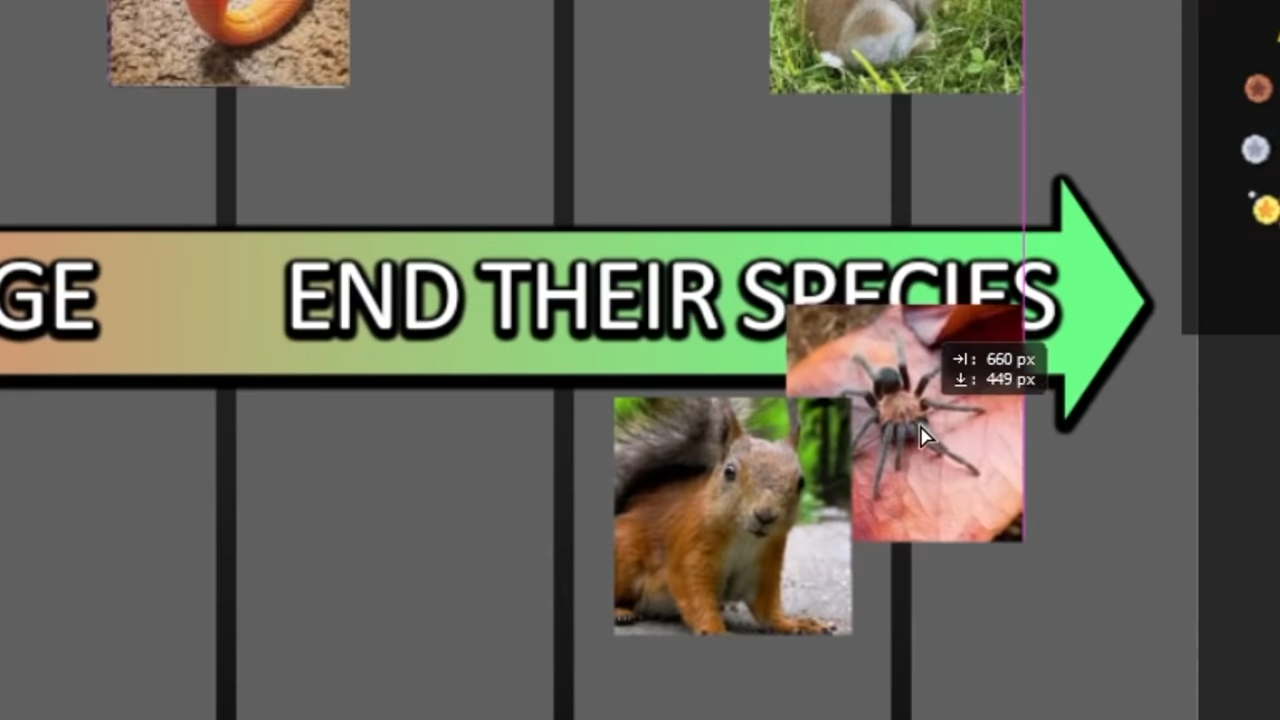 GE END THEIR SPECIES
→|: 660 px
↓: 449 px